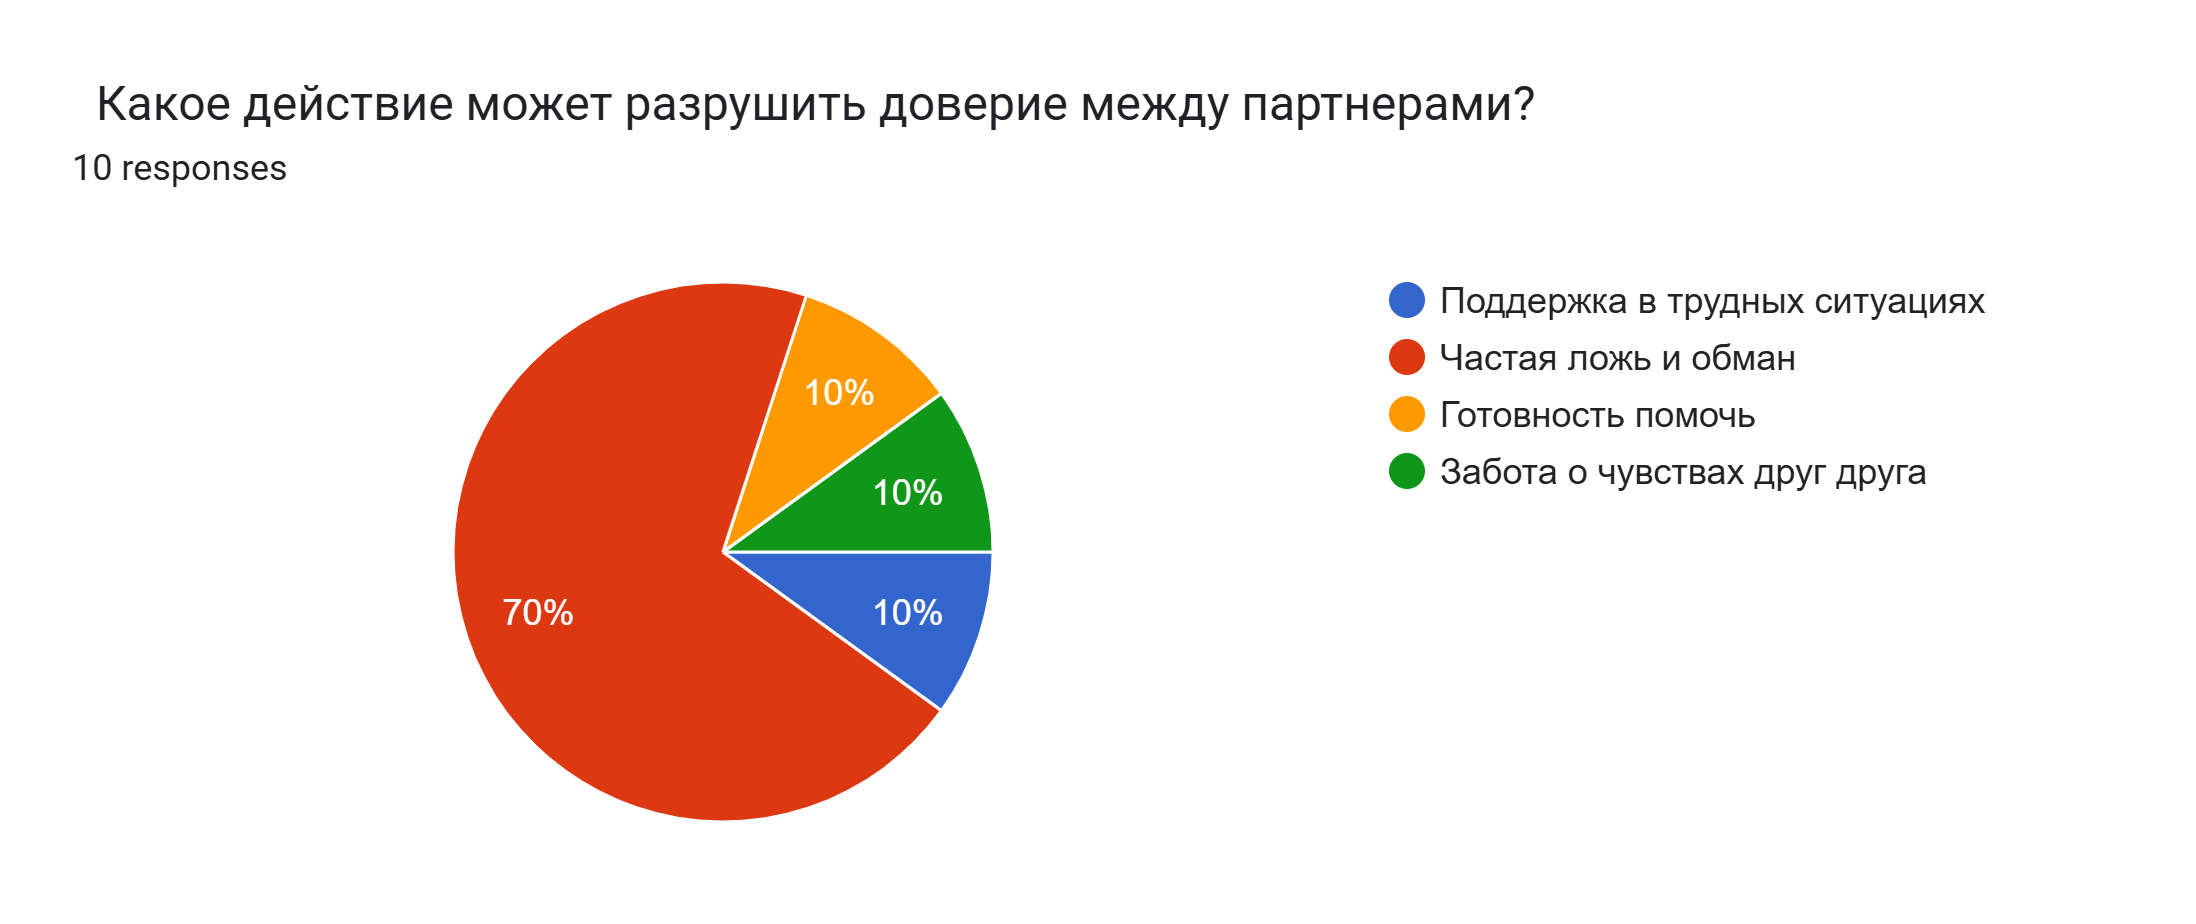 Какое действие может разрушить доверие между партнерами?
10 responses
10%
10%
10%
70%
Поддержка в трудных ситуациях
Частая ложь и обман
Готовность помочь
Забота о чувствах друг друга